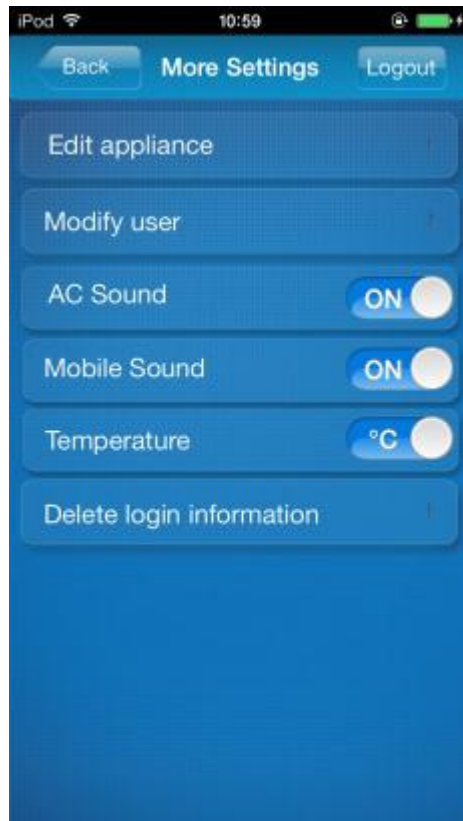 iPod 10:59
Back More Settings Logout
Edit appliance
Modify user
AC Sound ON
Mobile Sound ON
Temperature °C
Delete login information